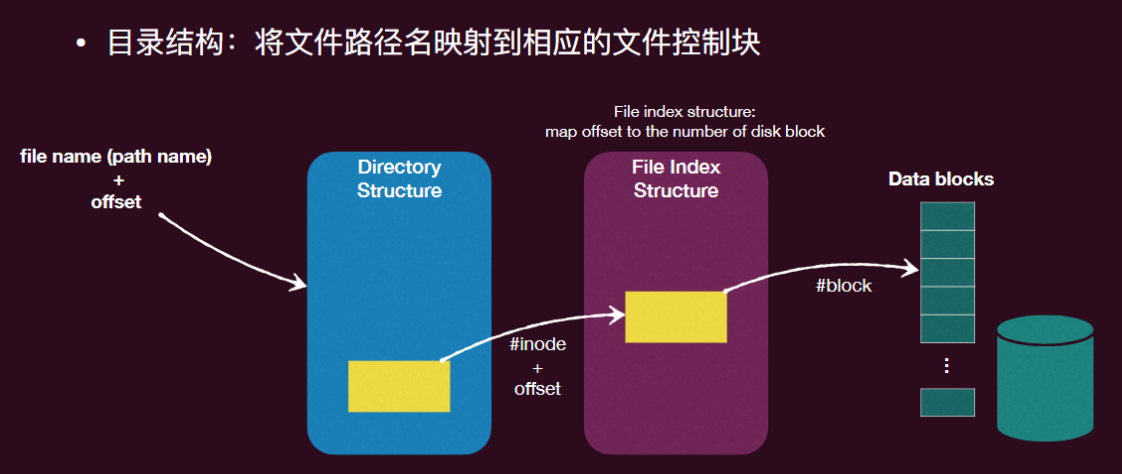 • 目录结构：将文件路径名映射到相应的文件控制块
File index structure:
map offset to the number of disk block
file name (path name)
+
offset
Directory
Structure
File Index
Structure
Data blocks
#inode
+
offset
#block
⋮